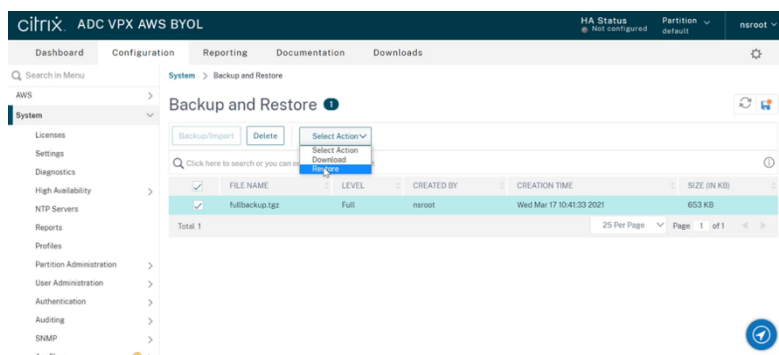 citrix ADC VPX AWS BYOL
HA Status
Not configured
Partition
default
nsroot
Dashboard Configuration Reporting Documentation Downloads
Search in Menu
AWS
System
Licenses
Settings
Diagnostics
High Availability
NTP Servers
Reports
Profiles
Partition Administration
User Administration
Authentication
Auditing
SNMP
System > Backup and Restore
Backup and Restore 1
Backup/Import Delete Select Action
Select Action
Download
Restore
Click here to search or you can
FILE NAME LEVEL CREATED BY CREATION TIME SIZE (IN KB)
fullbackup.tgz Full nsroot Wed Mar 17 10:41:33 2021 653 KB
Total 1 25 Per Page Page 1 of 1